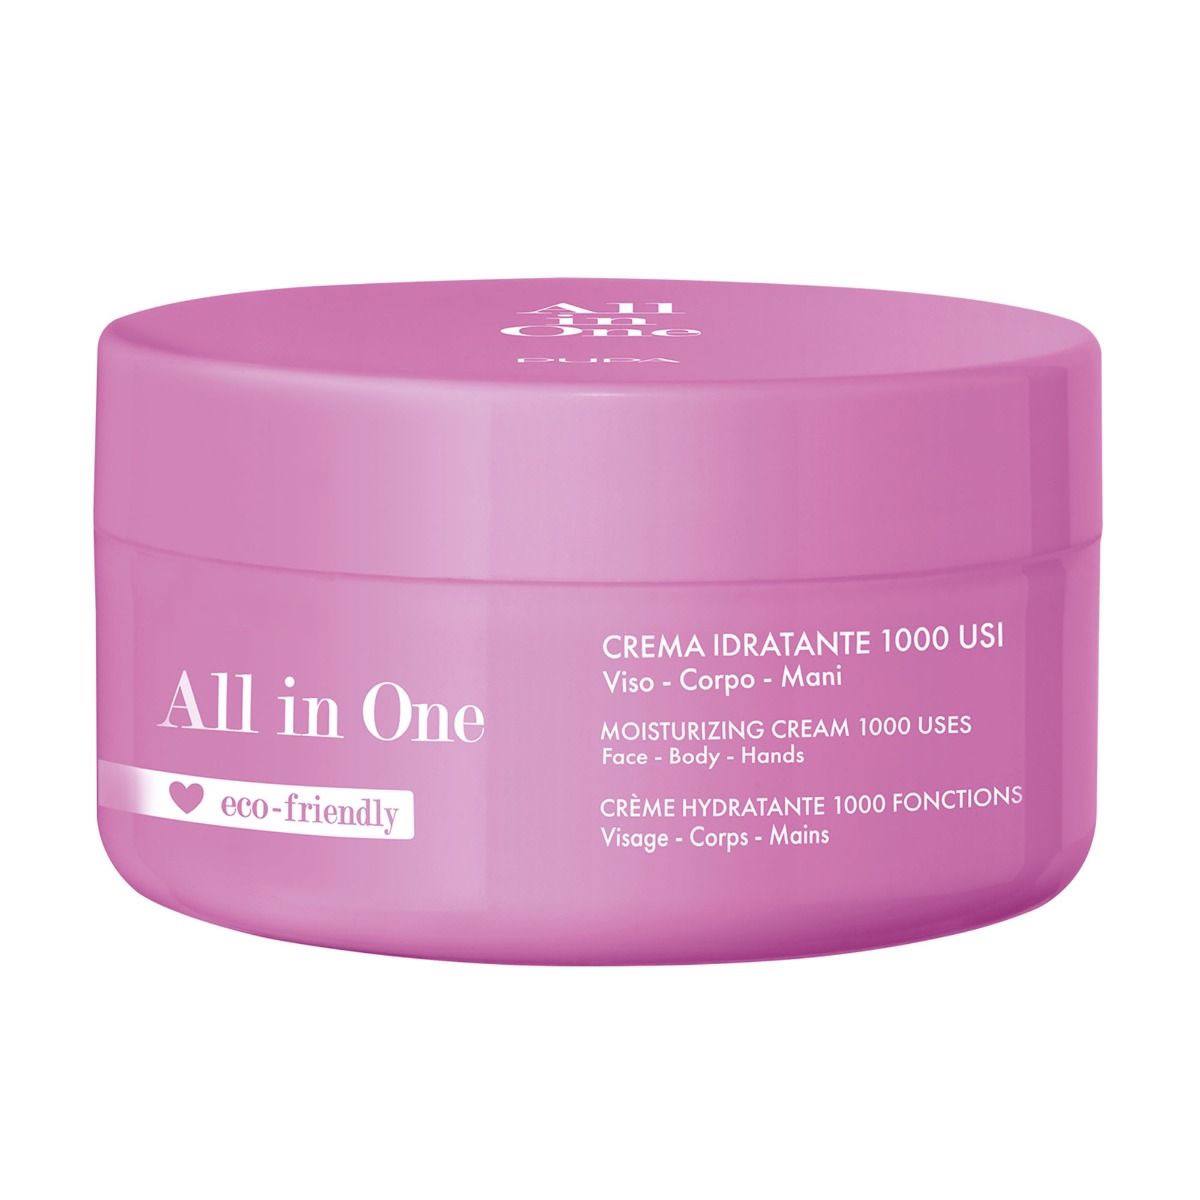 All
in
One
PUPA
All in One
eco-friendly
CREMA IDRATANTE 1000 USI
Viso - Corpo - Mani
MOISTURIZING CREAM 1000 USES
Face - Body - Hands
CRÈME HYDRATANTE 1000 FONCTIONS
Visage - Corps - Mains